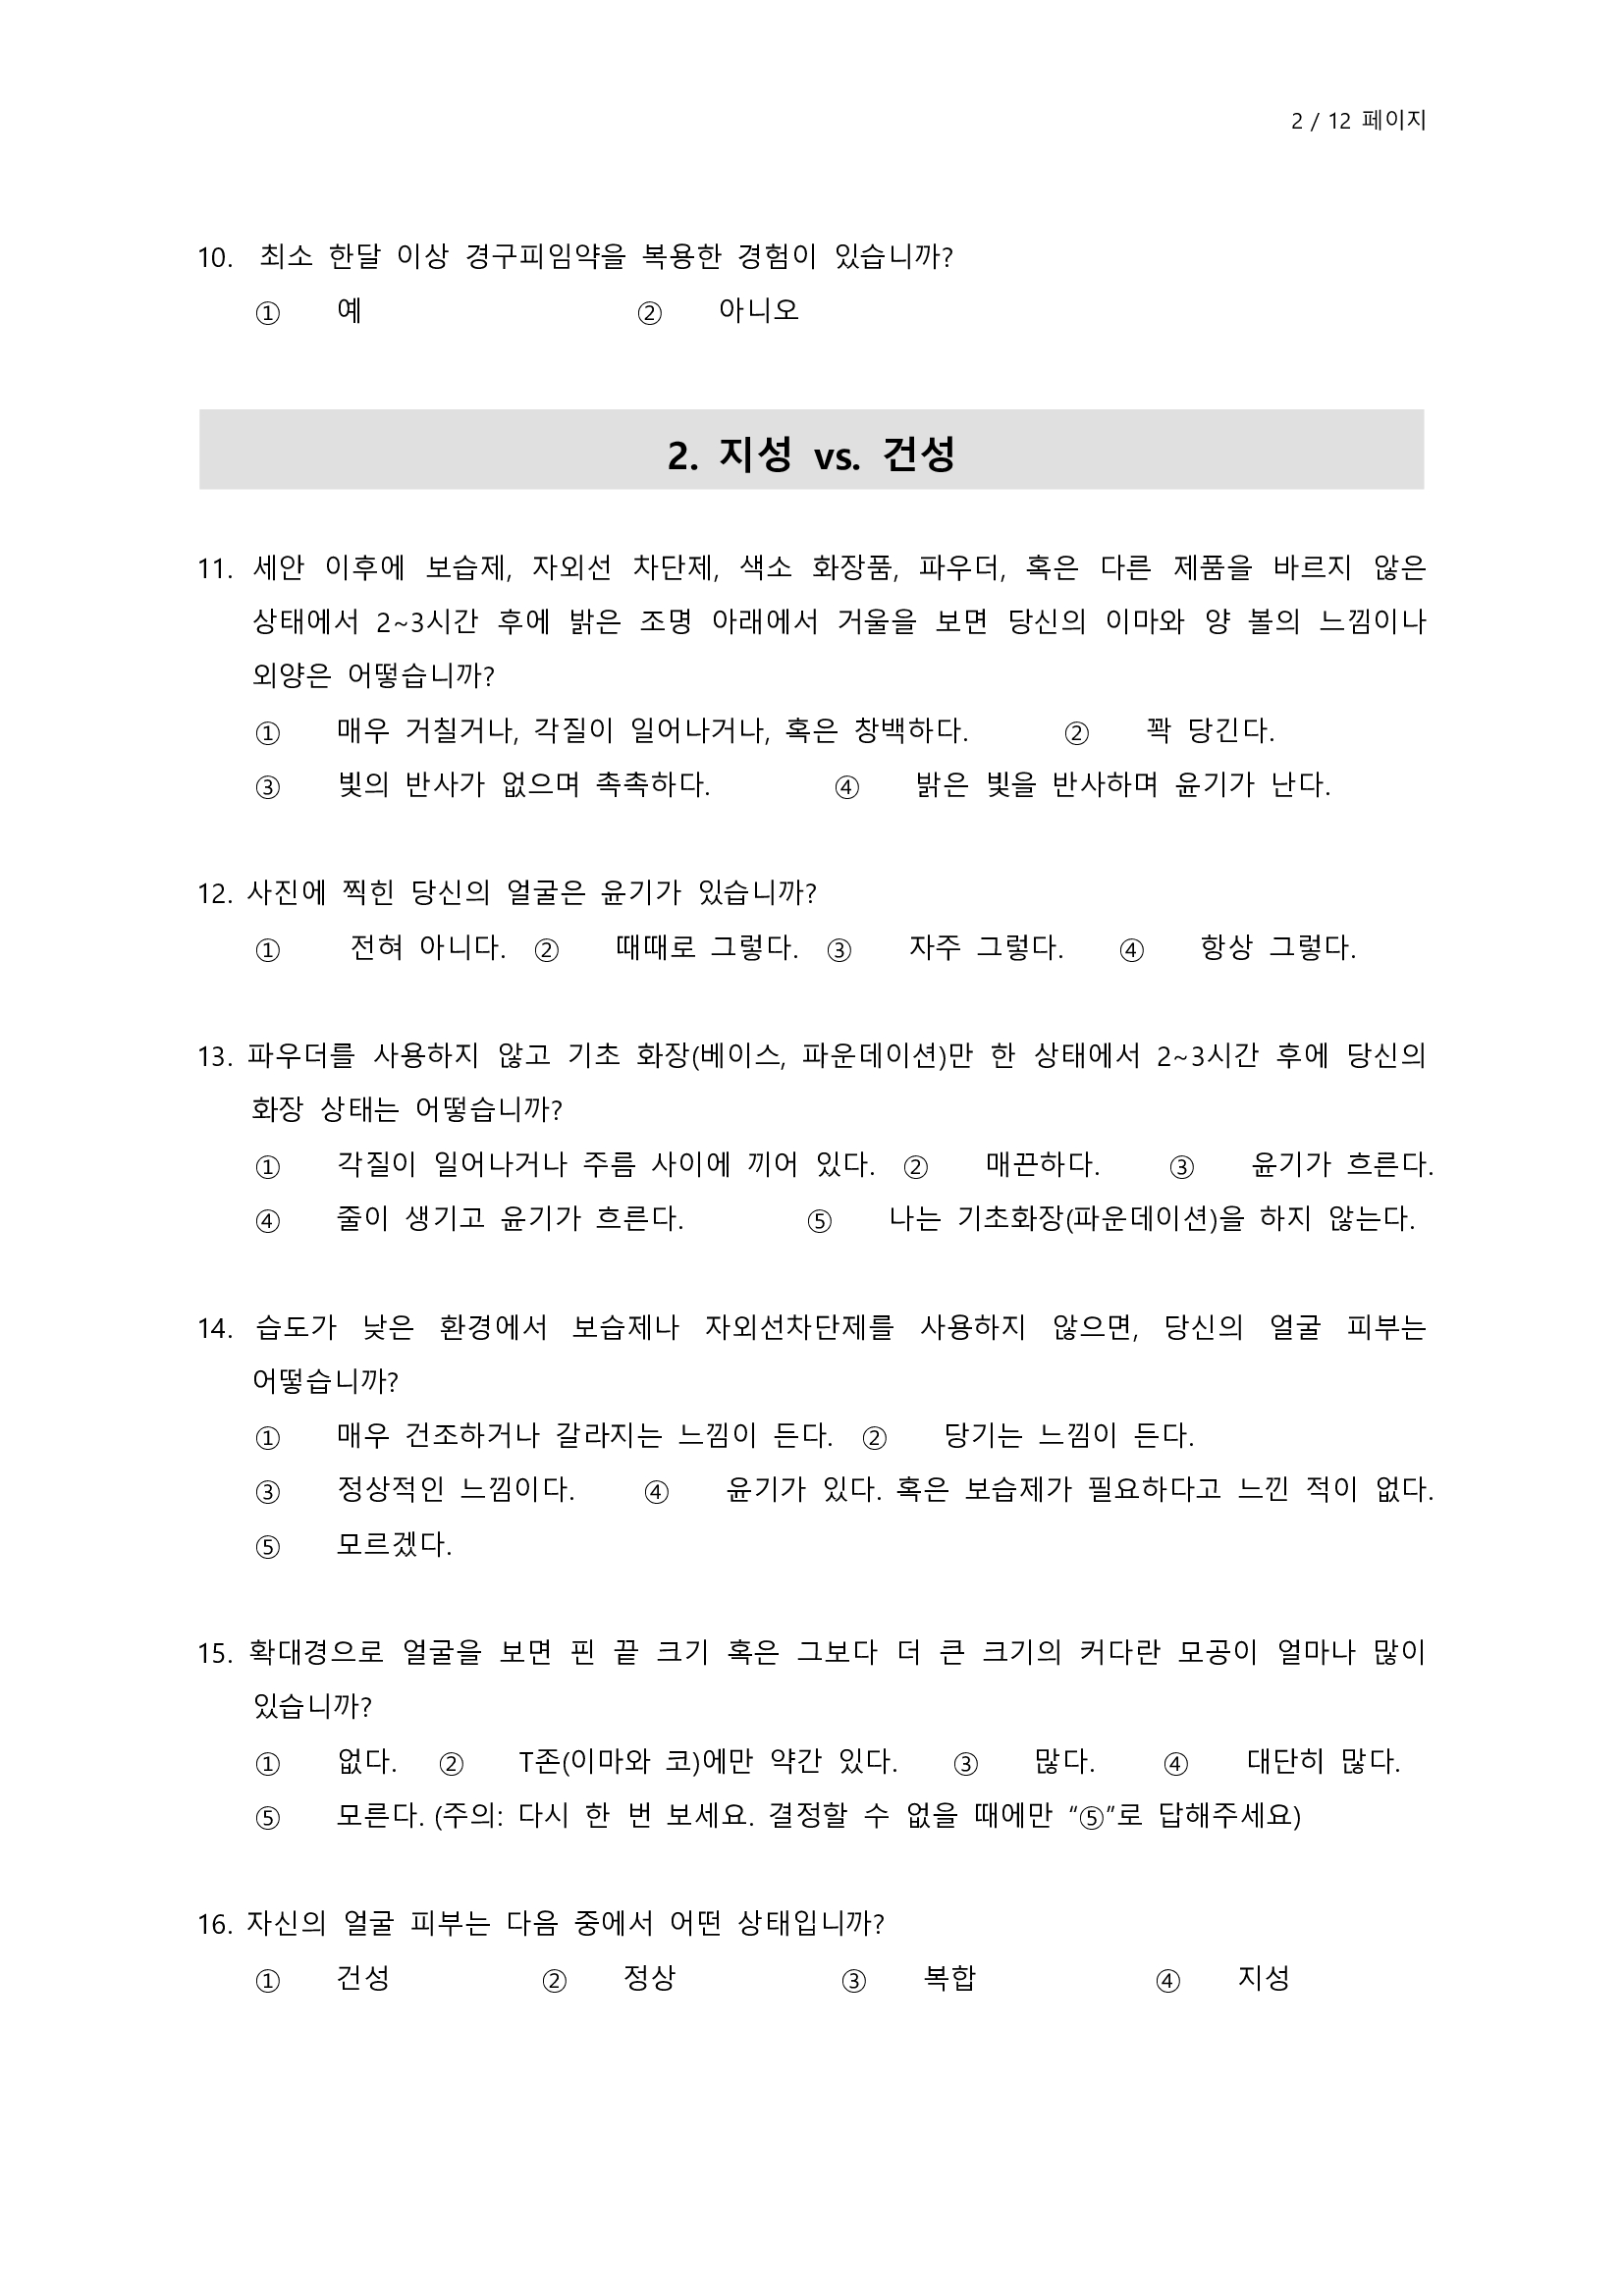 2 / 12 페이지
10. 최소 한달 이상 경구피임약을 복용한 경험이 있습니까?
① 예 ② 아니오
2. 지성 vs. 건성
11. 세안 이후에 보습제, 자외선 차단제, 색소 화장품, 파우더, 혹은 다른 제품을 바르지 않은
상태에서 2~3시간 후에 밝은 조명 아래에서 거울을 보면 당신의 이마와 양 볼의 느낌이나
외양은 어떻습니까?
① 매우 거칠거나, 각질이 일어나거나, 혹은 창백하다. ② 꽉 당긴다.
③ 빛의 반사가 없으며 촉촉하다. ④ 밝은 빛을 반사하며 윤기가 난다.
12. 사진에 찍힌 당신의 얼굴은 윤기가 있습니까?
① 전혀 아니다. ② 때때로 그렇다. ③ 자주 그렇다. ④ 항상 그렇다.
13. 파우더를 사용하지 않고 기초 화장(베이스, 파운데이션)만 한 상태에서 2~3시간 후에 당신의
화장 상태는 어떻습니까?
① 각질이 일어나거나 주름 사이에 끼어 있다. ② 매끈하다. ③ 윤기가 흐른다.
④ 줄이 생기고 윤기가 흐른다. ⑤ 나는 기초화장(파운데이션)을 하지 않는다.
14. 습도가 낮은 환경에서 보습제나 자외선차단제를 사용하지 않으면, 당신의 얼굴 피부는
어떻습니까?
① 매우 건조하거나 갈라지는 느낌이 든다. ② 당기는 느낌이 든다.
③ 정상적인 느낌이다. ④ 윤기가 있다. 혹은 보습제가 필요하다고 느낀 적이 없다.
⑤ 모르겠다.
15. 확대경으로 얼굴을 보면 핀 끝 크기 혹은 그보다 더 큰 크기의 커다란 모공이 얼마나 많이
있습니까?
① 없다. ② T존(이마와 코)에만 약간 있다. ③ 많다. ④ 대단히 많다.
⑤ 모른다. (주의: 다시 한 번 보세요. 결정할 수 없을 때에만 “⑤”로 답해주세요)
16. 자신의 얼굴 피부는 다음 중에서 어떤 상태입니까?
① 건성 ② 정상 ③ 복합 ④ 지성